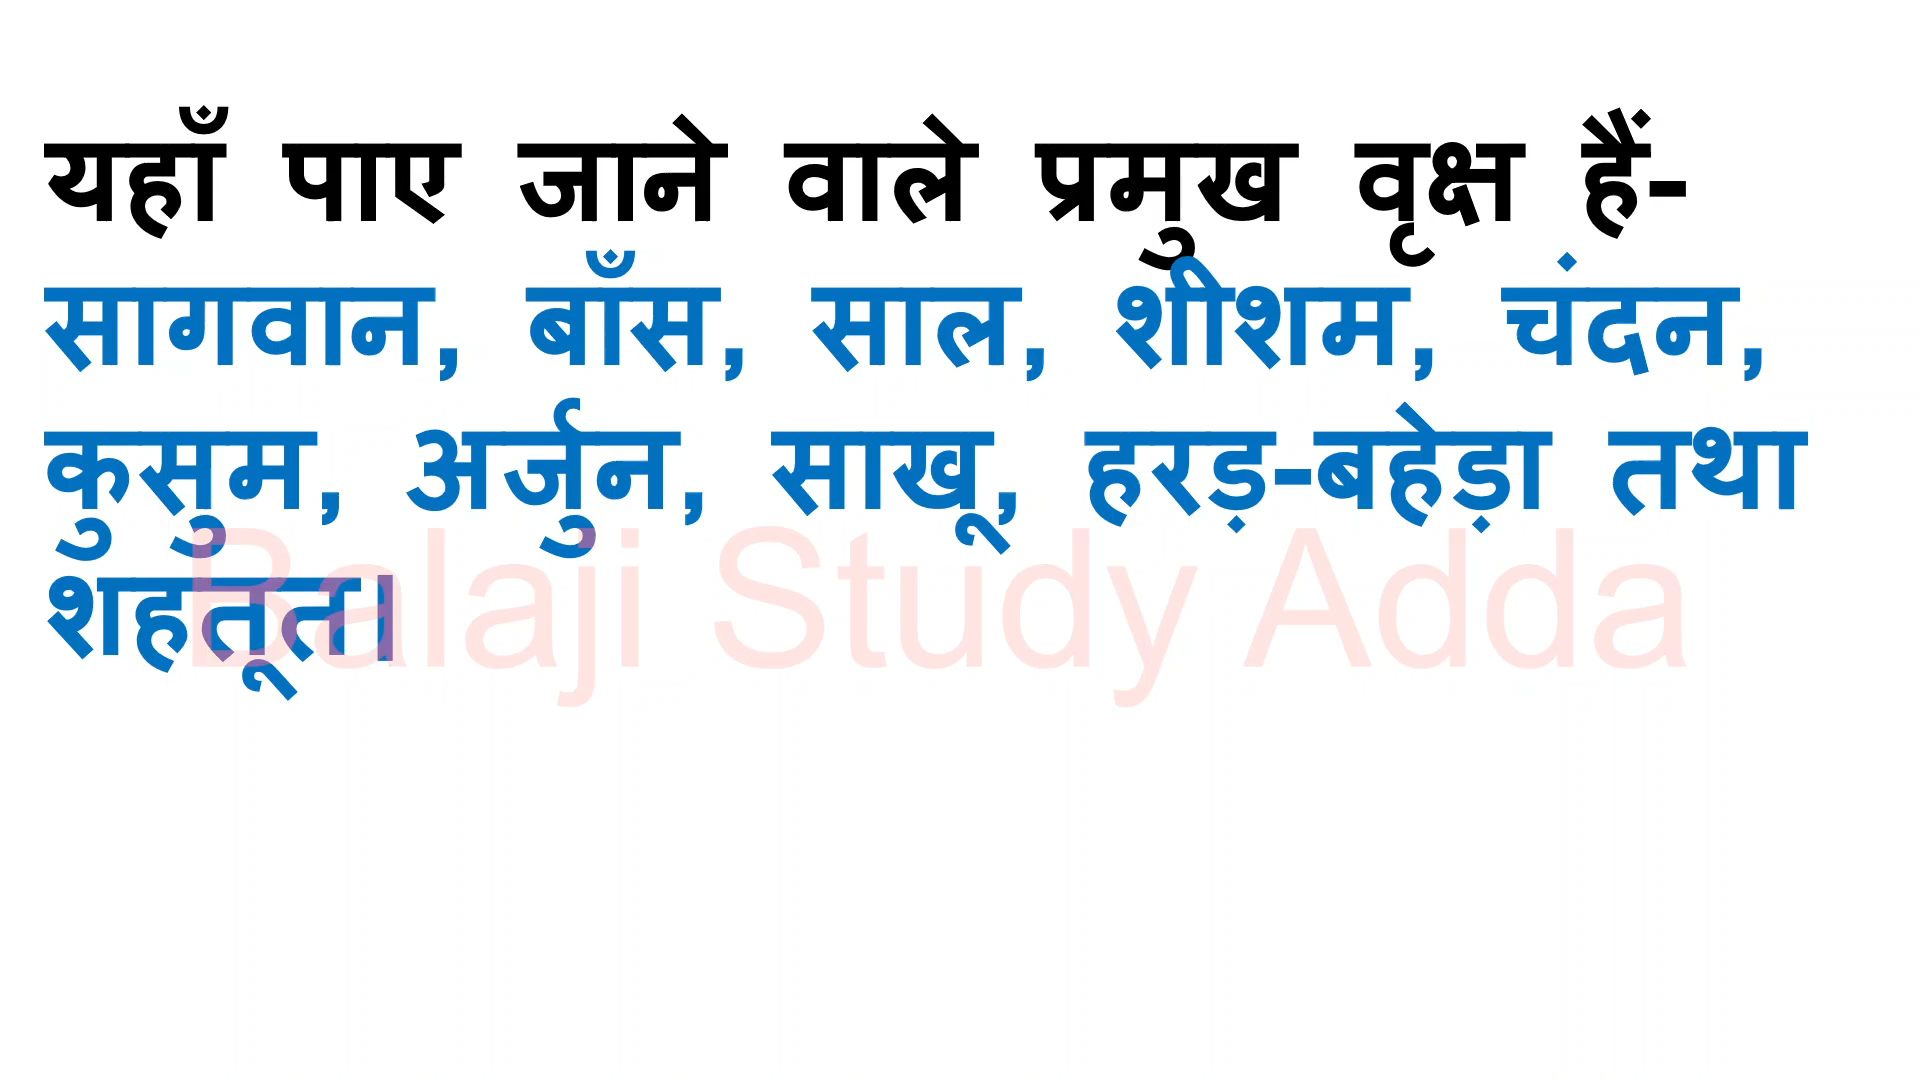 यहाँ पाए जाने वाले प्रमुख वृक्ष हैं-
सागवान, बाँस, साल, शीशम, चंदन,
कुसुम, अर्जुन, साखू, हरड़-बहेड़ा तथा
शहतूत।
Balaji Study Adda